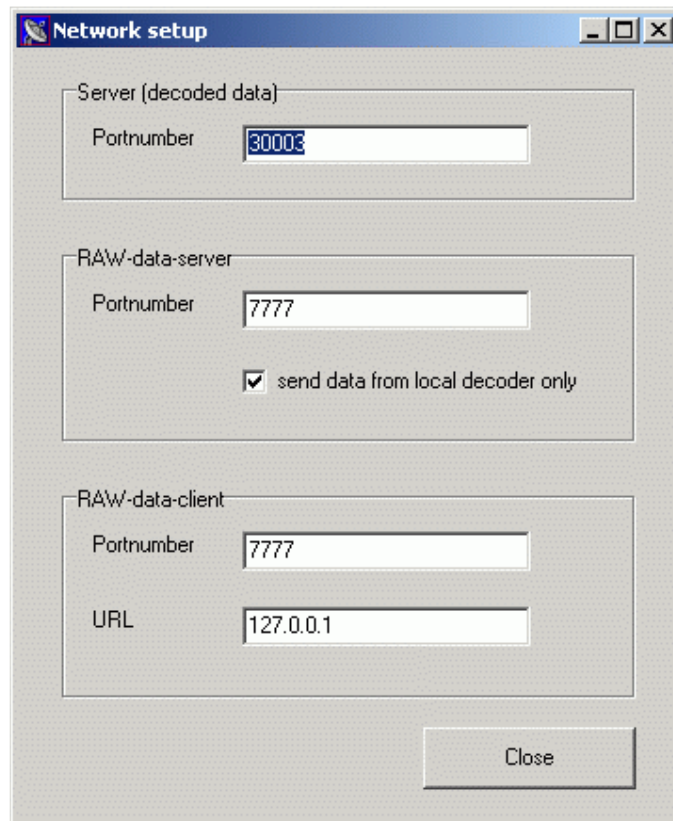 Network setup
Server (decoded data)
Portnumber 30003
RAW-data-server
Portnumber 7777
send data from local decoder only
RAW-data-client
Portnumber 7777
URL 127.0.0.1
Close